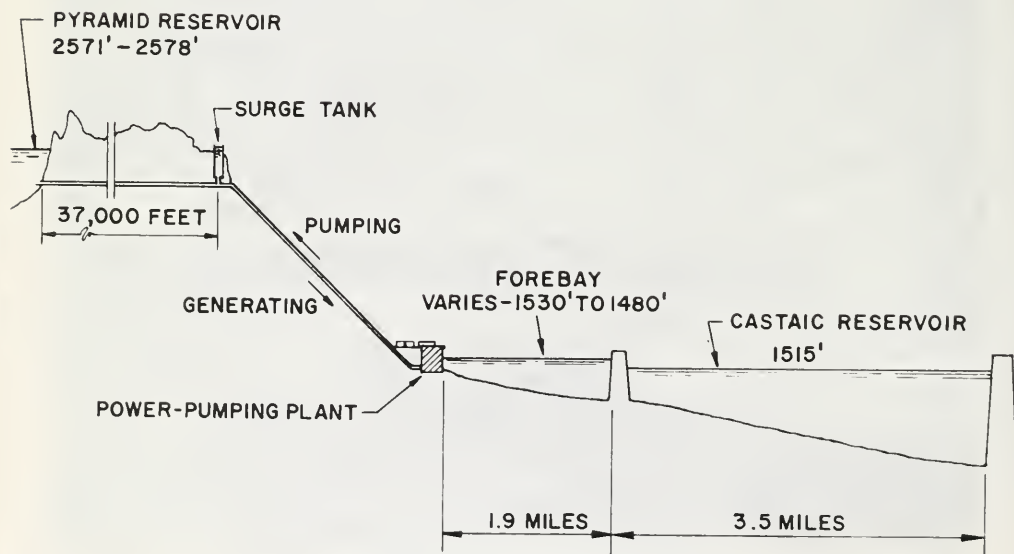 PYRAMID RESERVOIR
2571' - 2578'
SURGE TANK
37,000 FEET
PUMPING
GENERATING
FOREBAY
VARIES-1530' TO 1480'
CASTAIC RESERVOIR
1515'
POWER-PUMPING PLANT
1.9 MILES
3.5 MILES